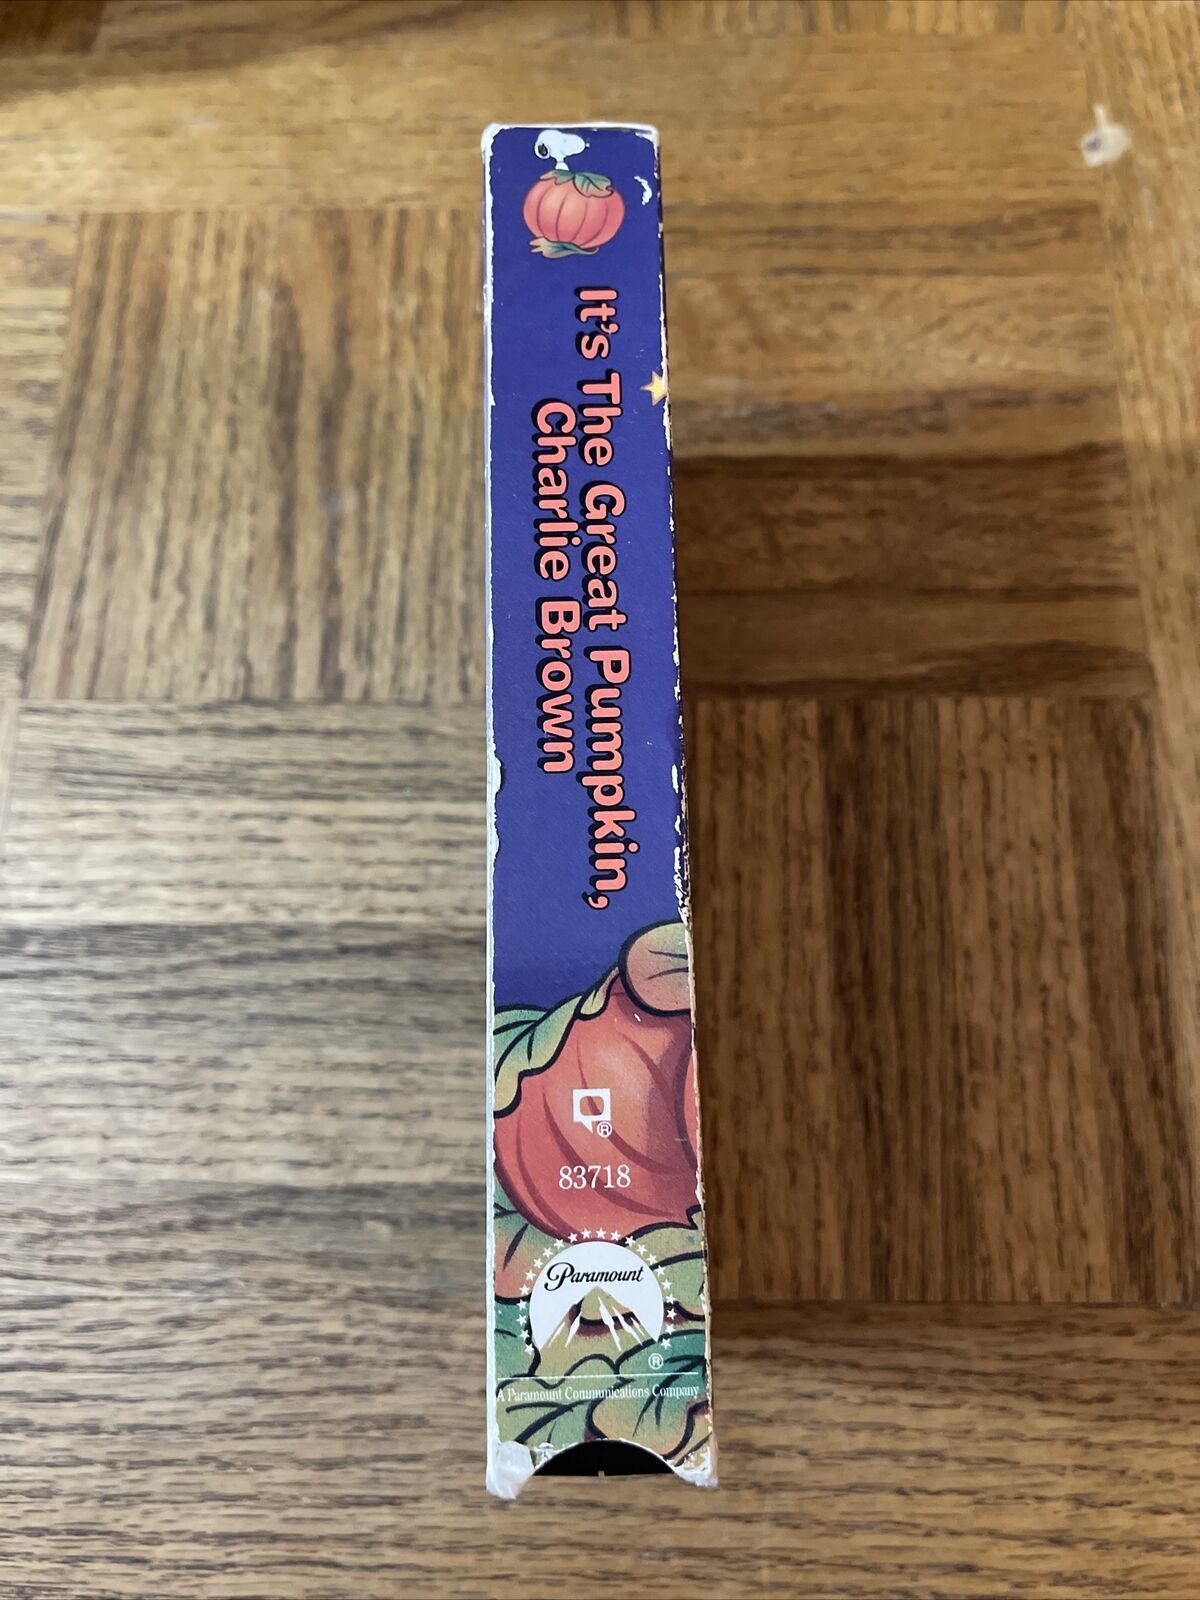 It's The Great Pumpkin,
Charlie Brown
®
83718
Paramount
®
A Paramount Communications Company